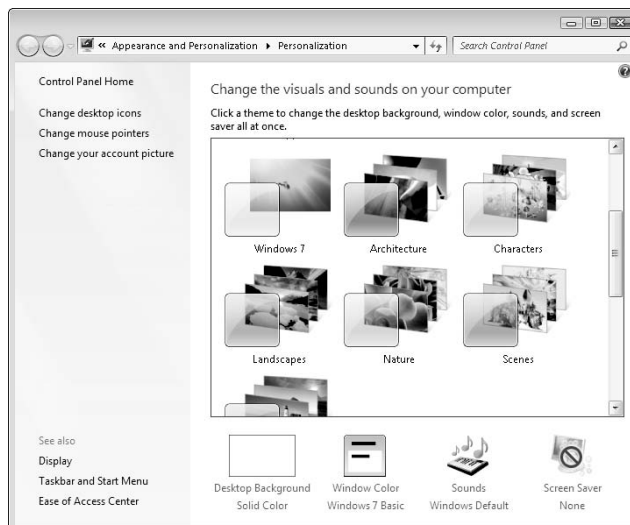 « Appearance and Personalization ▸ Personalization
Search Control Panel
Control Panel Home
Change desktop icons
Change mouse pointers
Change your account picture
Change the visuals and sounds on your computer
Click a theme to change the desktop background, window color, sounds, and screen
saver all at once.
Windows 7
Architecture
Characters
Landscapes
Nature
Scenes
See also
Display
Taskbar and Start Menu
Ease of Access Center
Desktop Background
Solid Color
Window Color
Windows 7 Basic
Sounds
Windows Default
Screen Saver
None